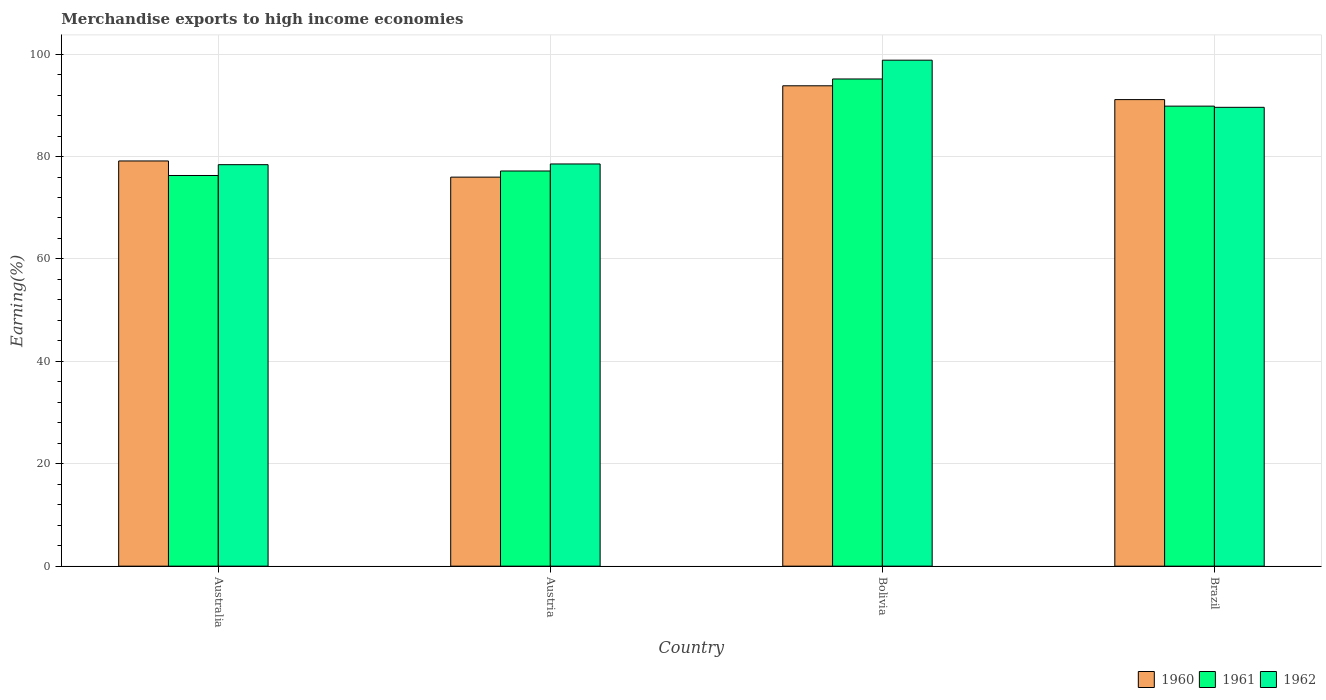 Merchandise exports to high income economies
Earning(%)
100
80
60
40
20
0
Australia
Austria
Bolivia
Brazil
Country
1960
1961
1962